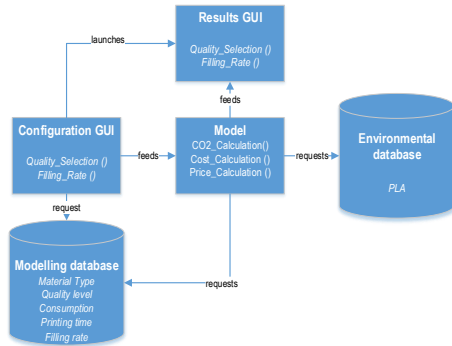 Results GUI
Quality_Selection ()
Filling_Rate ()
launches
feeds
Configuration GUI
Quality_Selection ()
Filling_Rate ()
feeds
Model
CO2_Calculation()
Cost_Calculation ()
Price_Calculation ()
requests
Environmental
database
PLA
request
Modelling database
Material Type
Quality level
Consumption
Printing time
Filling rate
requests